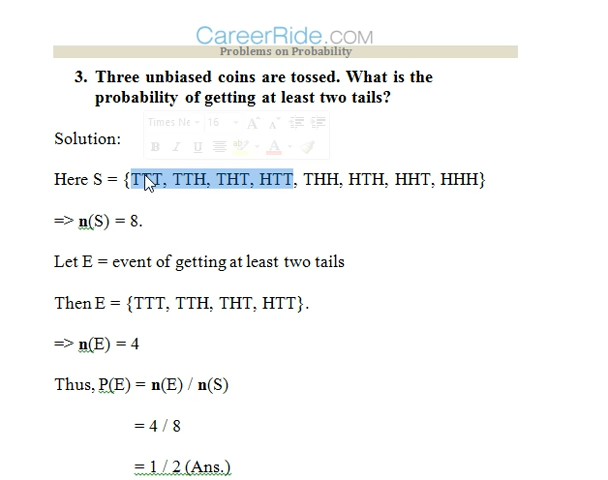 CareerRide.COM
Problems on Probability
3. Three unbiased coins are tossed. What is the
probability of getting at least two tails?
Times Ne 16 A A
Solution:
B I U A
Here S = {TTT, TTH, THT, HTT, THH, HTH, HHT, HHH}
=> n(S) = 8.
Let E = event of getting at least two tails
Then E = {TTT, TTH, THT, HTT}.
=> n(E) = 4
Thus, P(E) = n(E) / n(S)
= 4 / 8
= 1 / 2 (Ans.)